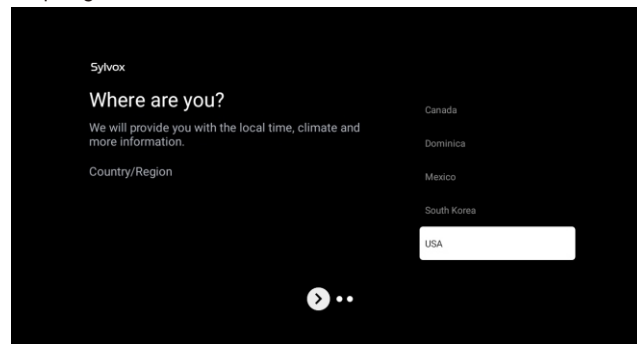 Sylvox
Where are you?
We will provide you with the local time, climate and
more information.
Country/Region
Canada
Dominica
Mexico
South Korea
USA